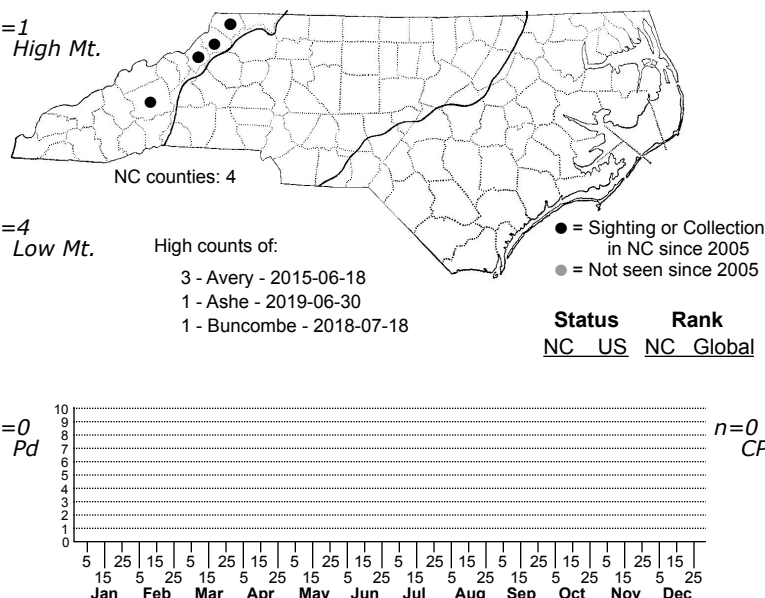 =1
High Mt.
NC counties: 4
=4
Low Mt.
High counts of:
3 - Avery - 2015-06-18
1 - Ashe - 2019-06-30
1 - Buncombe - 2018-07-18
● = Sighting or Collection
in NC since 2005
● = Not seen since 2005
Status Rank
NC US NC Global
=0
Pd
n=0
CP
10
9
8
7
6
5
4
3
2
1
0
5 25 15 5 25 15 5 25 15 5 25 15 5 25 15 5 25 15
15 5 25 15 5 25 15 5 25 15 5 25 15 5 25 15 5 25
Jan Feb Mar Apr May Jun Jul Aug Sep Oct Nov Dec